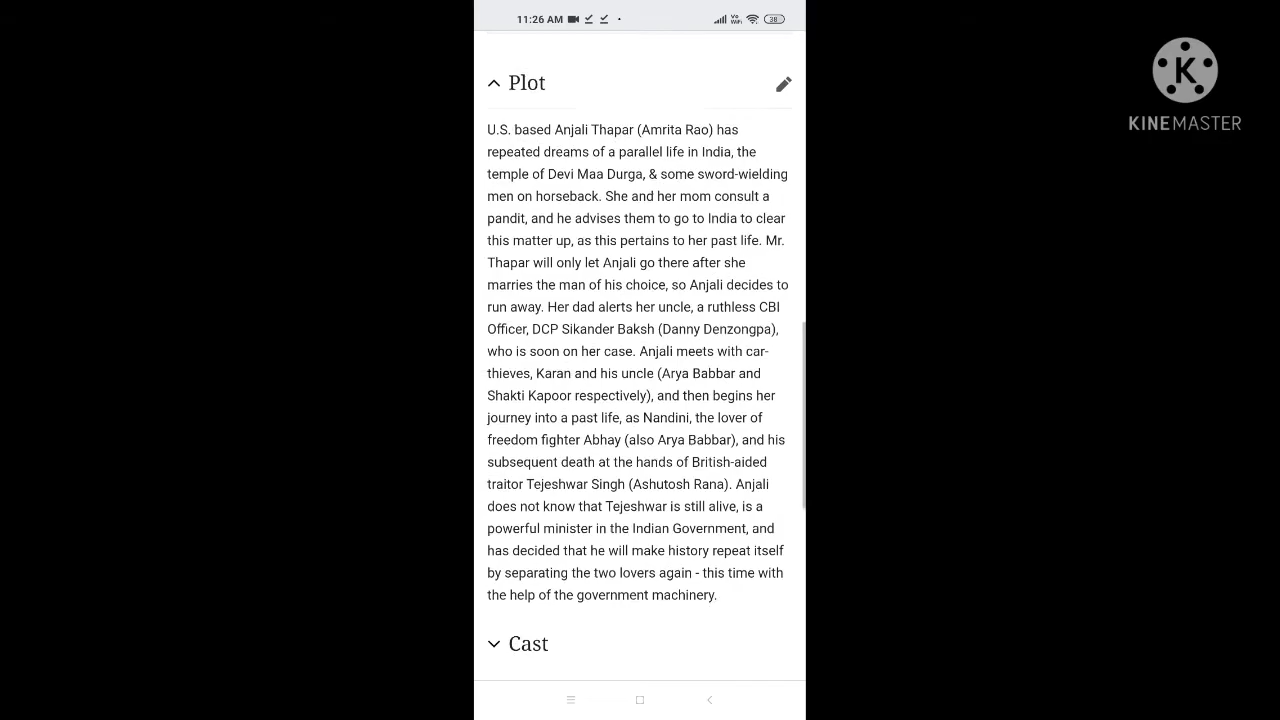 11:26 AM
Vo
WiFi
38
K
KINEMASTER
Plot
U.S. based Anjali Thapar (Amrita Rao) has
repeated dreams of a parallel life in India, the
temple of Devi Maa Durga, & some sword-wielding
men on horseback. She and her mom consult a
pandit, and he advises them to go to India to clear
this matter up, as this pertains to her past life. Mr.
Thapar will only let Anjali go there after she
marries the man of his choice, so Anjali decides to
run away. Her dad alerts her uncle, a ruthless CBI
Officer, DCP Sikander Baksh (Danny Denzongpa),
who is soon on her case. Anjali meets with car-
thieves, Karan and his uncle (Arya Babbar and
Shakti Kapoor respectively), and then begins her
journey into a past life, as Nandini, the lover of
freedom fighter Abhay (also Arya Babbar), and his
subsequent death at the hands of British-aided
traitor Tejeshwar Singh (Ashutosh Rana). Anjali
does not know that Tejeshwar is still alive, is a
powerful minister in the Indian Government, and
has decided that he will make history repeat itself
by separating the two lovers again - this time with
the help of the government machinery.
Cast